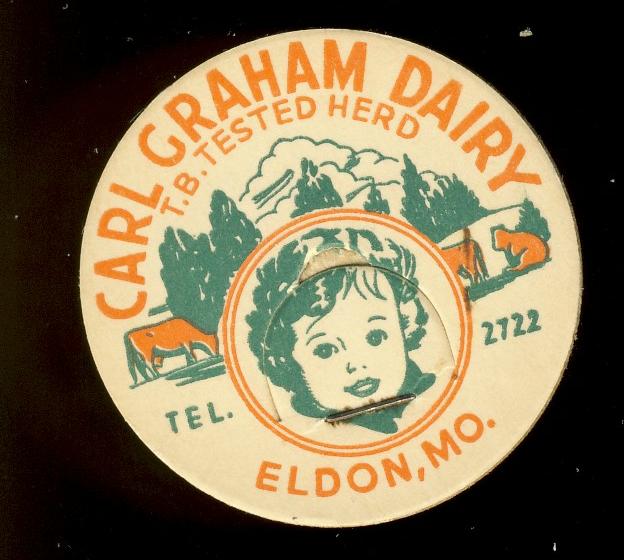 CARL GRAHAM DAIRY
T.B. TESTED HERD
TEL. 2722
ELDON, MO.